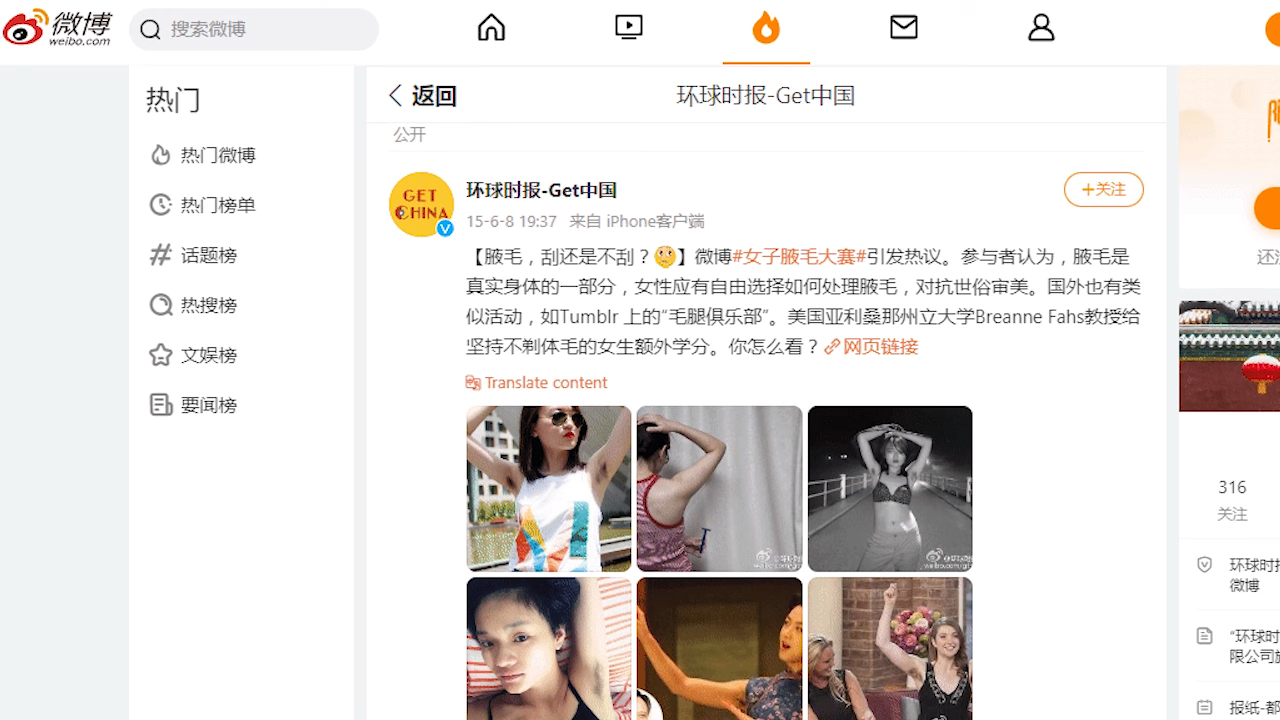 微博
weibo.com
搜索微博
热门
热门微博
热门榜单
话题榜
热搜榜
文娱榜
要闻榜
返回
环球时报-Get中国
公开
GET
CHINA
环球时报-Get中国
+关注
15-6-8 19:37 来自 iPhone客户端
【腋毛，刮还是不刮？】微博#女子腋毛大赛#引发热议。参与者认为，腋毛是
真实身体的一部分，女性应有自由选择如何处理腋毛，对抗世俗审美。国外也有类
似活动，如Tumblr 上的“毛腿俱乐部”。美国亚利桑那州立大学Breanne Fahs教授给
坚持不剃体毛的女生额外学分。你怎么看？网页链接
Translate content
316
关注
环球时报
微博
“环球时
限公司
报纸-都